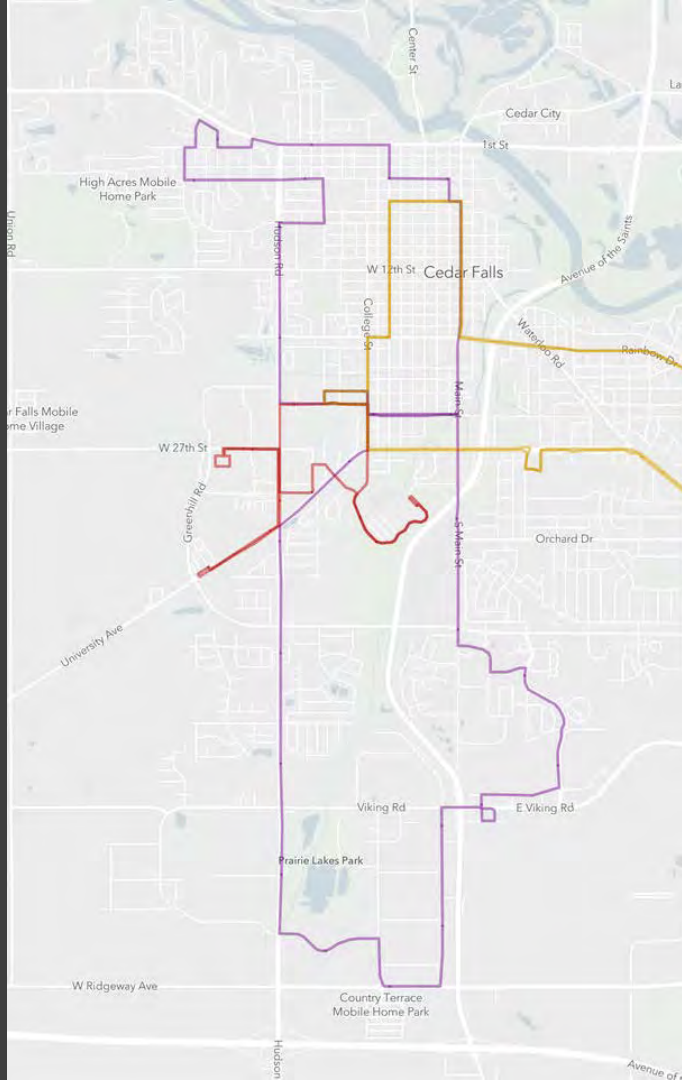 Center St
La
Cedar City
1st St
High Acres Mobile
Home Park
Union Rd
Hudson Rd
Avenue of the Saints
W 12th St
Cedar Falls
College St
Waterloo Rd
Rainbow Dr
Main St
r Falls Mobile
ome Village
W 27th St
Greenhill Rd
S Main St
Orchard Dr
University Ave
Viking Rd
E Viking Rd
Prairie Lakes Park
W Ridgeway Ave
Country Terrace
Mobile Home Park
Hudson
Avenue of